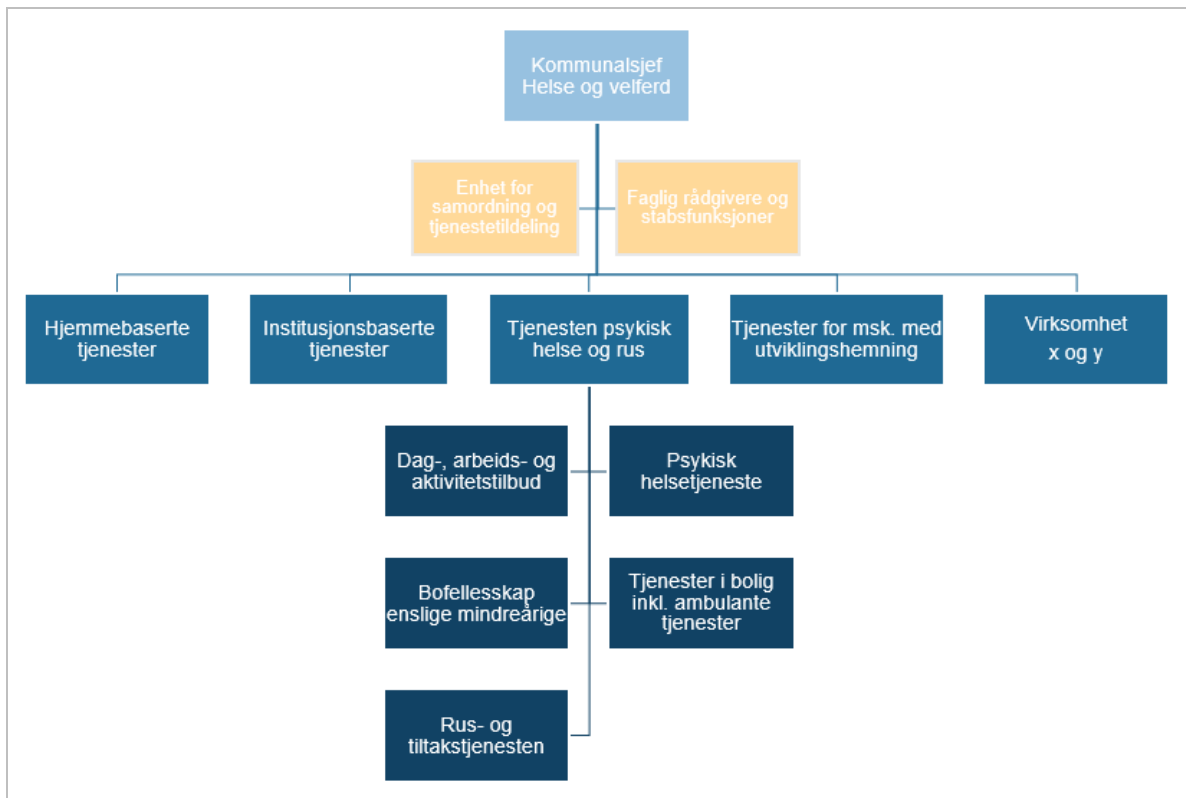 Kommunalsjef
Helse og velferd
Enhet for
samordning og
tjenestetildeling
Faglig rådgivere og
stabsfunksjoner
Hjemmebaserte
tjenester
Institusjonsbaserte
tjenester
Tjenesten psykisk
helse og rus
Tjenester for msk. med
utviklingshemning
Virksomhet
x og y
Dag-, arbeids- og
aktivitetstilbud
Psykisk
helsetjeneste
Bofellesskap
enslige mindreårige
Tjenester i bolig
inkl. ambulante
tjenester
Rus- og
tiltakstjenesten